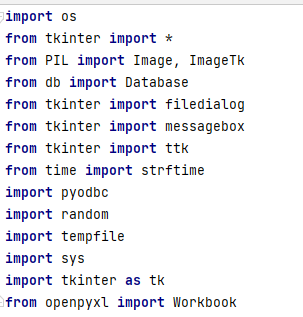 import os
from tkinter import *
from PIL import Image, ImageTk
from db import Database
from tkinter import filedialog
from tkinter import messagebox
from tkinter import ttk
from time import strftime
import pyodbc
import random
import tempfile
import sys
import tkinter as tk
from openpyxl import Workbook